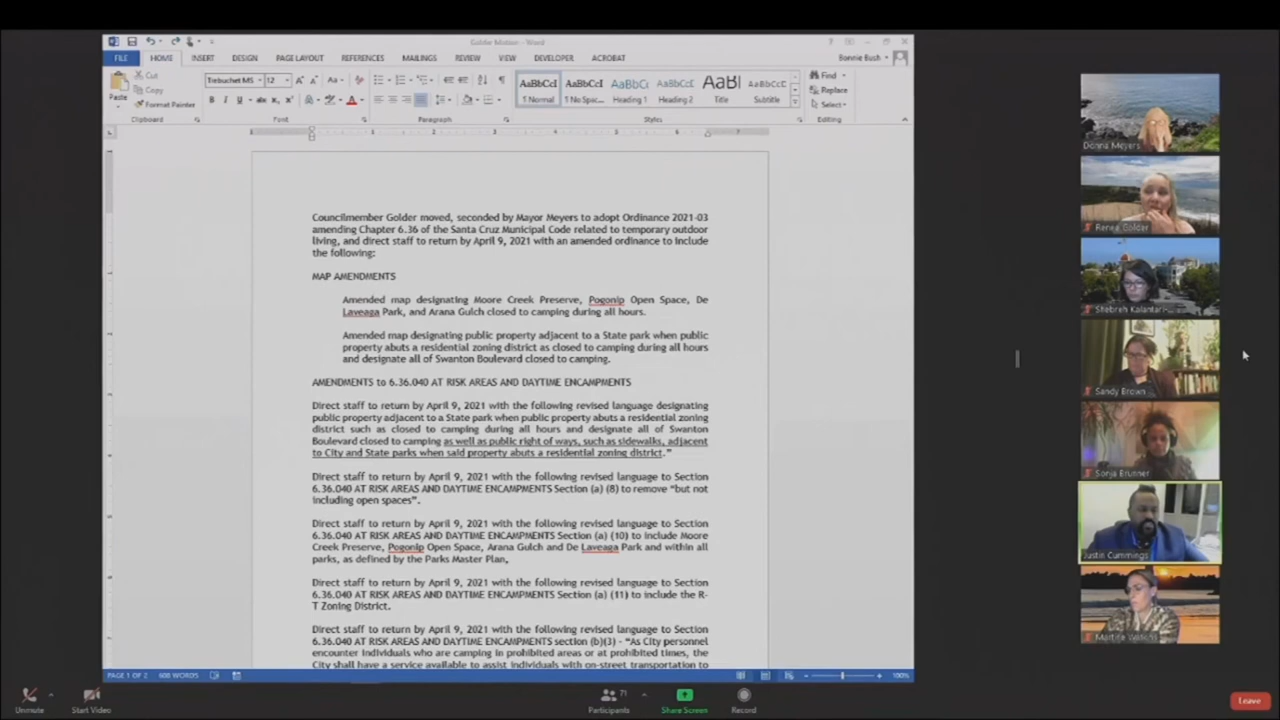 Golder Motion - Word
FILE HOME INSERT DESIGN PAGE LAYOUT REFERENCES MAILINGS REVIEW VIEW DEVELOPER ACROBAT Bonnie Bush
Paste
Cut
Copy
Format Painter
Trebuchet MS 12
AaBbCcI AaBbCcI AaBbCc AaBbCcI AaBl AaBbCcC
¶ Normal ¶ No Spac... Heading 1 Heading 2 Title Subtitle
Find
Replace
Select
Clipboard Font Paragraph Styles Editing
Councilmember Golder moved, seconded by Mayor Meyers to adopt Ordinance 2021-03
amending Chapter 6.36 of the Santa Cruz Municipal Code related to temporary outdoor
living, and direct staff to return by April 9, 2021 with an amended ordinance to include
the following:
MAP AMENDMENTS
Amended map designating Moore Creek Preserve, Pogonip Open Space, De
Laveaga Park, and Arana Gulch closed to camping during all hours.
Amended map designating public property adjacent to a State park when public
property abuts a residential zoning district as closed to camping during all hours
and designate all of Swanton Boulevard closed to camping.
AMENDMENTS to 6.36.040 AT RISK AREAS AND DAYTIME ENCAMPMENTS
Direct staff to return by April 9, 2021 with the following revised language designating
public property adjacent to a State park when public property abuts a residential zoning
district such as closed to camping during all hours and designate all of Swanton
Boulevard closed to camping as well as public right of ways, such as sidewalks, adjacent
to City and State parks when said property abuts a residential zoning district."
Direct staff to return by April 9, 2021 with the following revised language to Section
6.36.040 AT RISK AREAS AND DAYTIME ENCAMPMENTS Section (a) (8) to remove "but not
including open spaces".
Direct staff to return by April 9, 2021 with the following revised language to Section
6.36.040 AT RISK AREAS AND DAYTIME ENCAMPMENTS Section (a) (10) to include Moore
Creek Preserve, Pogonip Open Space, Arana Gulch and De Laveaga Park and within all
parks, as defined by the Parks Master Plan.
Direct staff to return by April 9, 2021 with the following revised language to Section
6.36.040 AT RISK AREAS AND DAYTIME ENCAMPMENTS Section (a) (11) to include the R-
T Zoning District.
Direct staff to return by April 9, 2021 with the following revised language to Section
6.36.040 AT RISK AREAS AND DAYTIME ENCAMPMENTS section (b)(3) - "As City personnel
encounter individuals who are camping in prohibited areas or at prohibited times, the
City shall have a service available to assist individuals with on-street transportation to
PAGE 1 OF 2 608 WORDS
100%
Donna Meyers
Renee Golder
Shebreh Kalantari-
Sandy Brown
Sonja Brunner
Justin Cummings
Martine
Unmute Start Video Participants 71 Share Screen Record Leave